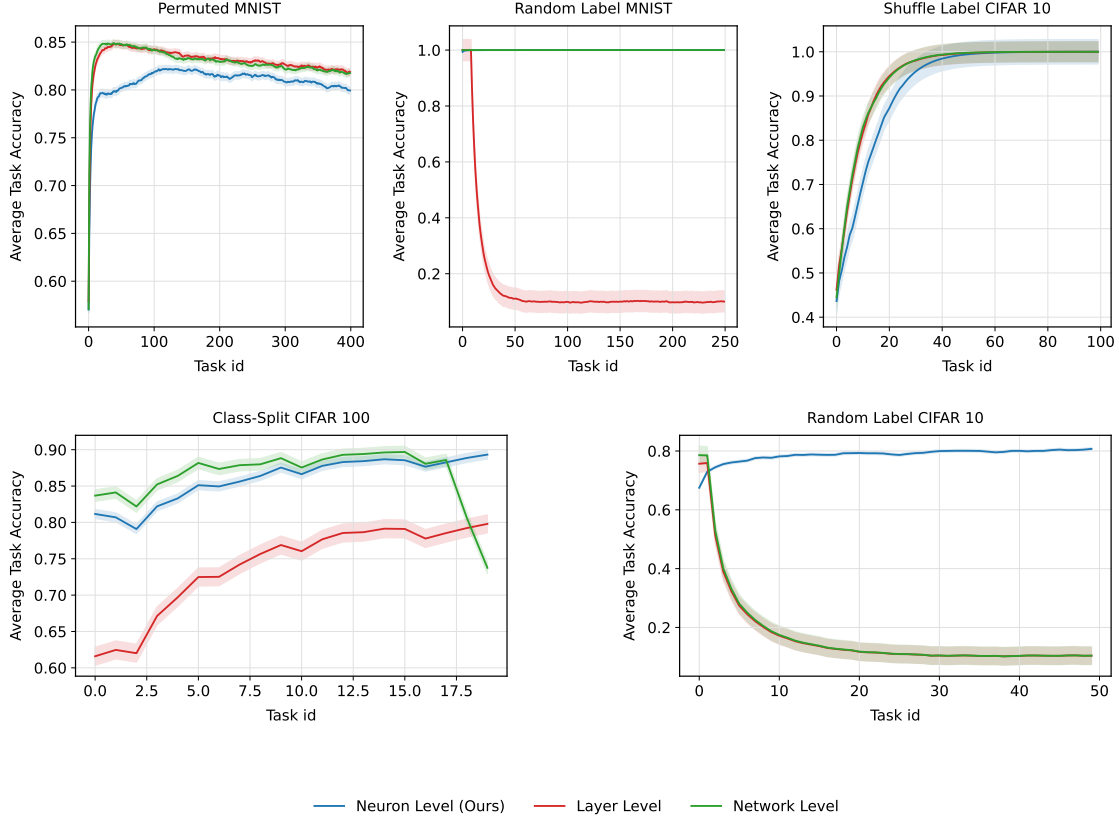 Permuted MNIST
Average Task Accuracy
0.85
0.80
0.75
0.70
0.65
0.60
0 100 200 300 400
Task id
Random Label MNIST
Average Task Accuracy
1.0
0.8
0.6
0.4
0.2
0 50 100 150 200 250
Task id
Shuffle Label CIFAR 10
Average Task Accuracy
1.0
0.9
0.8
0.7
0.6
0.5
0.4
0 20 40 60 80 100
Task id
Class-Split CIFAR 100
Average Task Accuracy
0.90
0.85
0.80
0.75
0.70
0.65
0.60
0.0 2.5 5.0 7.5 10.0 12.5 15.0 17.5
Task id
Random Label CIFAR 10
Average Task Accuracy
0.8
0.6
0.4
0.2
0 10 20 30 40 50
Task id
Neuron Level (Ours) Layer Level Network Level